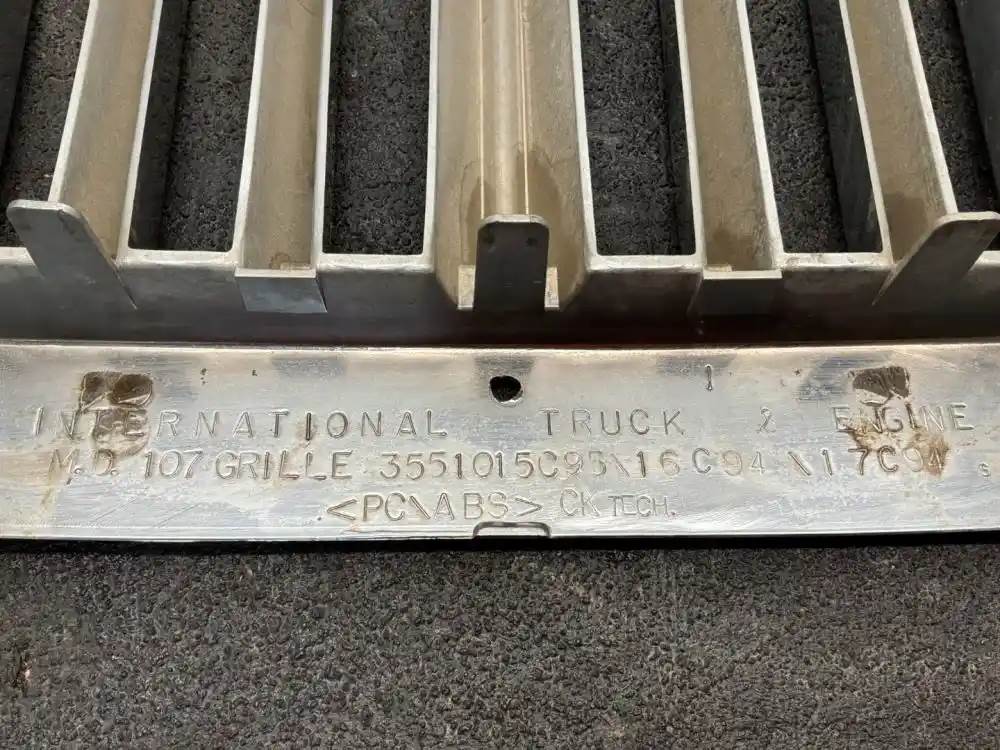 INTERNATIONAL TRUCK & ENGINE
M.D. 107 GRILLE 3551015C95\16C94\17C94 S
<PC\ABS> CK TECH.